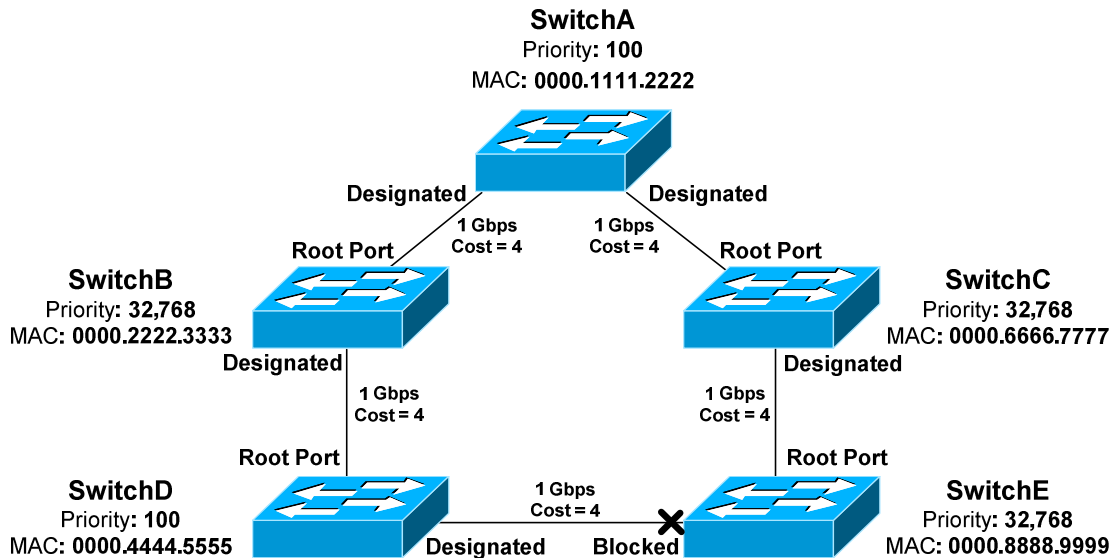 SwitchA
Priority: 100
MAC: 0000.1111.2222
Designated
Designated
1 Gbps
Cost = 4
1 Gbps
Cost = 4
Root Port
Root Port
SwitchB
Priority: 32,768
MAC: 0000.2222.3333
SwitchC
Priority: 32,768
MAC: 0000.6666.7777
Designated
Designated
1 Gbps
Cost = 4
1 Gbps
Cost = 4
Root Port
Root Port
SwitchD
Priority: 100
MAC: 0000.4444.5555
1 Gbps
Cost = 4
SwitchE
Priority: 32,768
MAC: 0000.8888.9999
Designated
Blocked